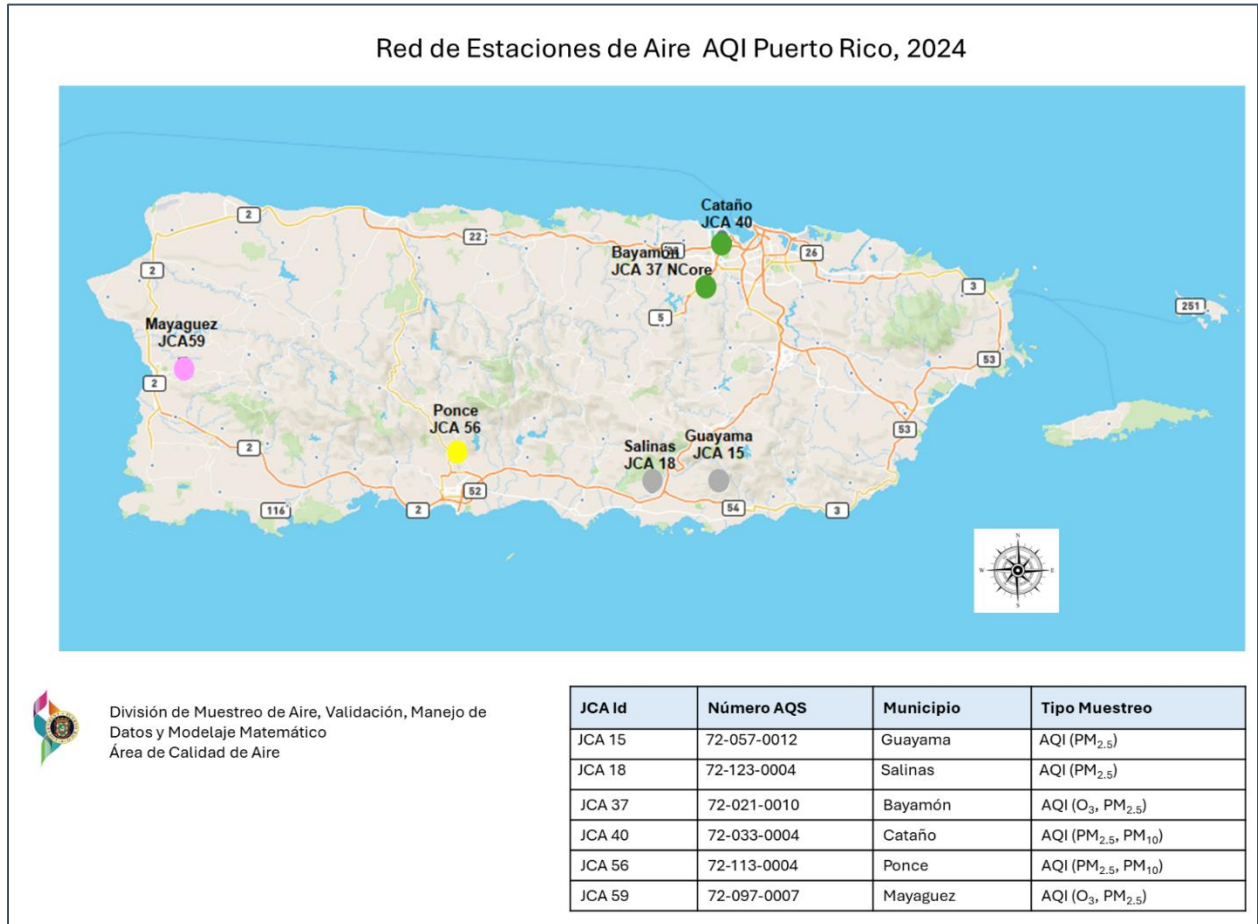 Red de Estaciones de Aire AQI Puerto Rico, 2024
Cataño
JCA 40
Bayamón
JCA 37 NCore
Mayaguez
JCA59
Ponce
JCA 56
Salinas
JCA 18
Guayama
JCA 15
2
22
26
2
3
251
5
2
53
2
53
52
116
2
54
3
N
W
E
S
División de Muestreo de Aire, Validación, Manejo de
Datos y Modelaje Matemático
Área de Calidad de Aire
JCA Id Número AQS Municipio Tipo Muestreo
JCA 15 72-057-0012 Guayama AQI (PM₂.₅)
JCA 18 72-123-0004 Salinas AQI (PM₂.₅)
JCA 37 72-021-0010 Bayamón AQI (O₃, PM₂.₅)
JCA 40 72-033-0004 Cataño AQI (PM₂.₅, PM₁₀)
JCA 56 72-113-0004 Ponce AQI (PM₂.₅, PM₁₀)
JCA 59 72-097-0007 Mayaguez AQI (O₃, PM₂.₅)